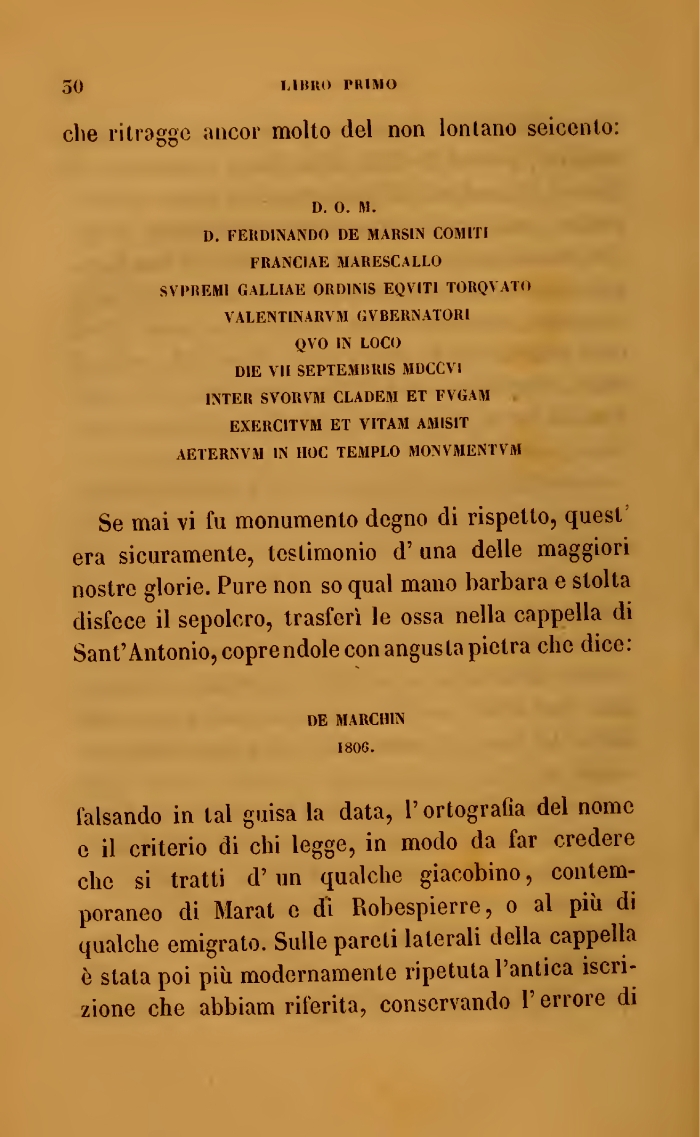 30 LIBRO PRIMO
che ritragge ancor molto del non lontano seicento:
D. O. M.
D. FERDINANDO DE MARSIN COMITI
FRANCIAE MARESCALLO
SVPREMI GALLIAE ORDINIS EQVITI TORQVATO
VALENTINARVM GVBERNATORI
QVO IN LOCO
DIE VII SEPTEMBRIS MDCCVI
INTER SVORVM CLADEM ET FVGAM
EXERCITVM ET VITAM AMISIT
AETERNVM IN HOC TEMPLO MONVMENTVM
Se mai vi fu monumento degno di rispetto, quest'
era sicuramente, testimonio d' una delle maggiori
nostre glorie. Pure non so qual mano barbara e stolta
disfece il sepolcro, trasferì le ossa nella cappella di
Sant'Antonio, coprendole con angusta pietra che dice:
DE MARCHIN
1806.
falsando in tal guisa la data, l'ortografia del nome
e il criterio di chi legge, in modo da far credere
che si tratti d' un qualche giacobino, contem-
poraneo di Marat e di Robespierre, o al più di
qualche emigrato. Sulle pareti laterali della cappella
è stata poi più modernamente ripetuta l'antica iscri-
zione che abbiam riferita, conservando l'errore di